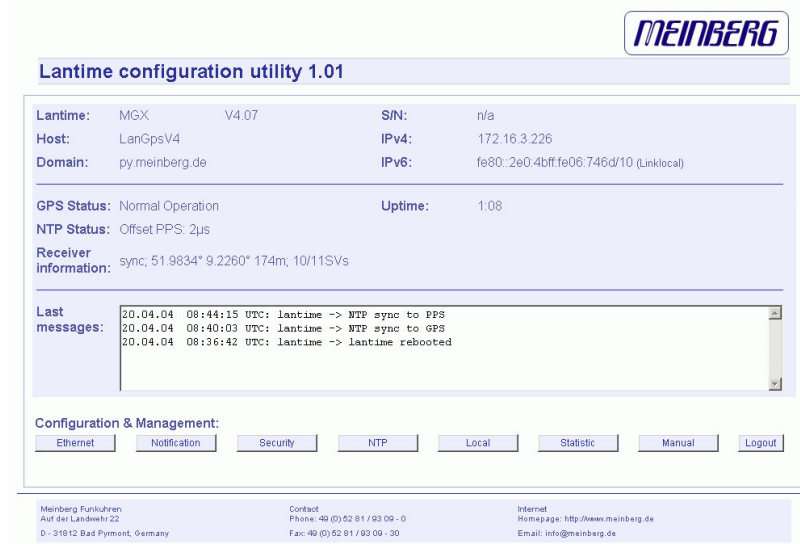 MEINBERG
Lantime configuration utility 1.01
Lantime: MGX V4.07 S/N: n/a
Host: LanGpsV4 IPv4: 172.16.3.226
Domain: py.meinberg.de IPv6: fe80::2e0:4bff:fe06:746d/10 (Linklocal)
GPS Status: Normal Operation Uptime: 1:08
NTP Status: Offset PPS: 2µs
Receiver information: sync; 51.9834° 9.2260° 174m; 10/11SVs
Last messages:
20.04.04 08:44:15 UTC: lantime -> NTP sync to PPS
20.04.04 08:40:03 UTC: lantime -> NTP sync to GPS
20.04.04 08:36:42 UTC: lantime -> lantime rebooted
Configuration & Management:
Ethernet Notification Security NTP Local Statistic Manual Logout
Meinberg Funkuhren Contact Internet
Auf der Landwehr 22 Phone: 49 (0) 52 81 / 93 09 - 0 Homepage: http://www.meinberg.de
D - 31812 Bad Pyrmont, Germany Fax: 49 (0) 52 81 / 93 09 - 30 Email: info@meinberg.de